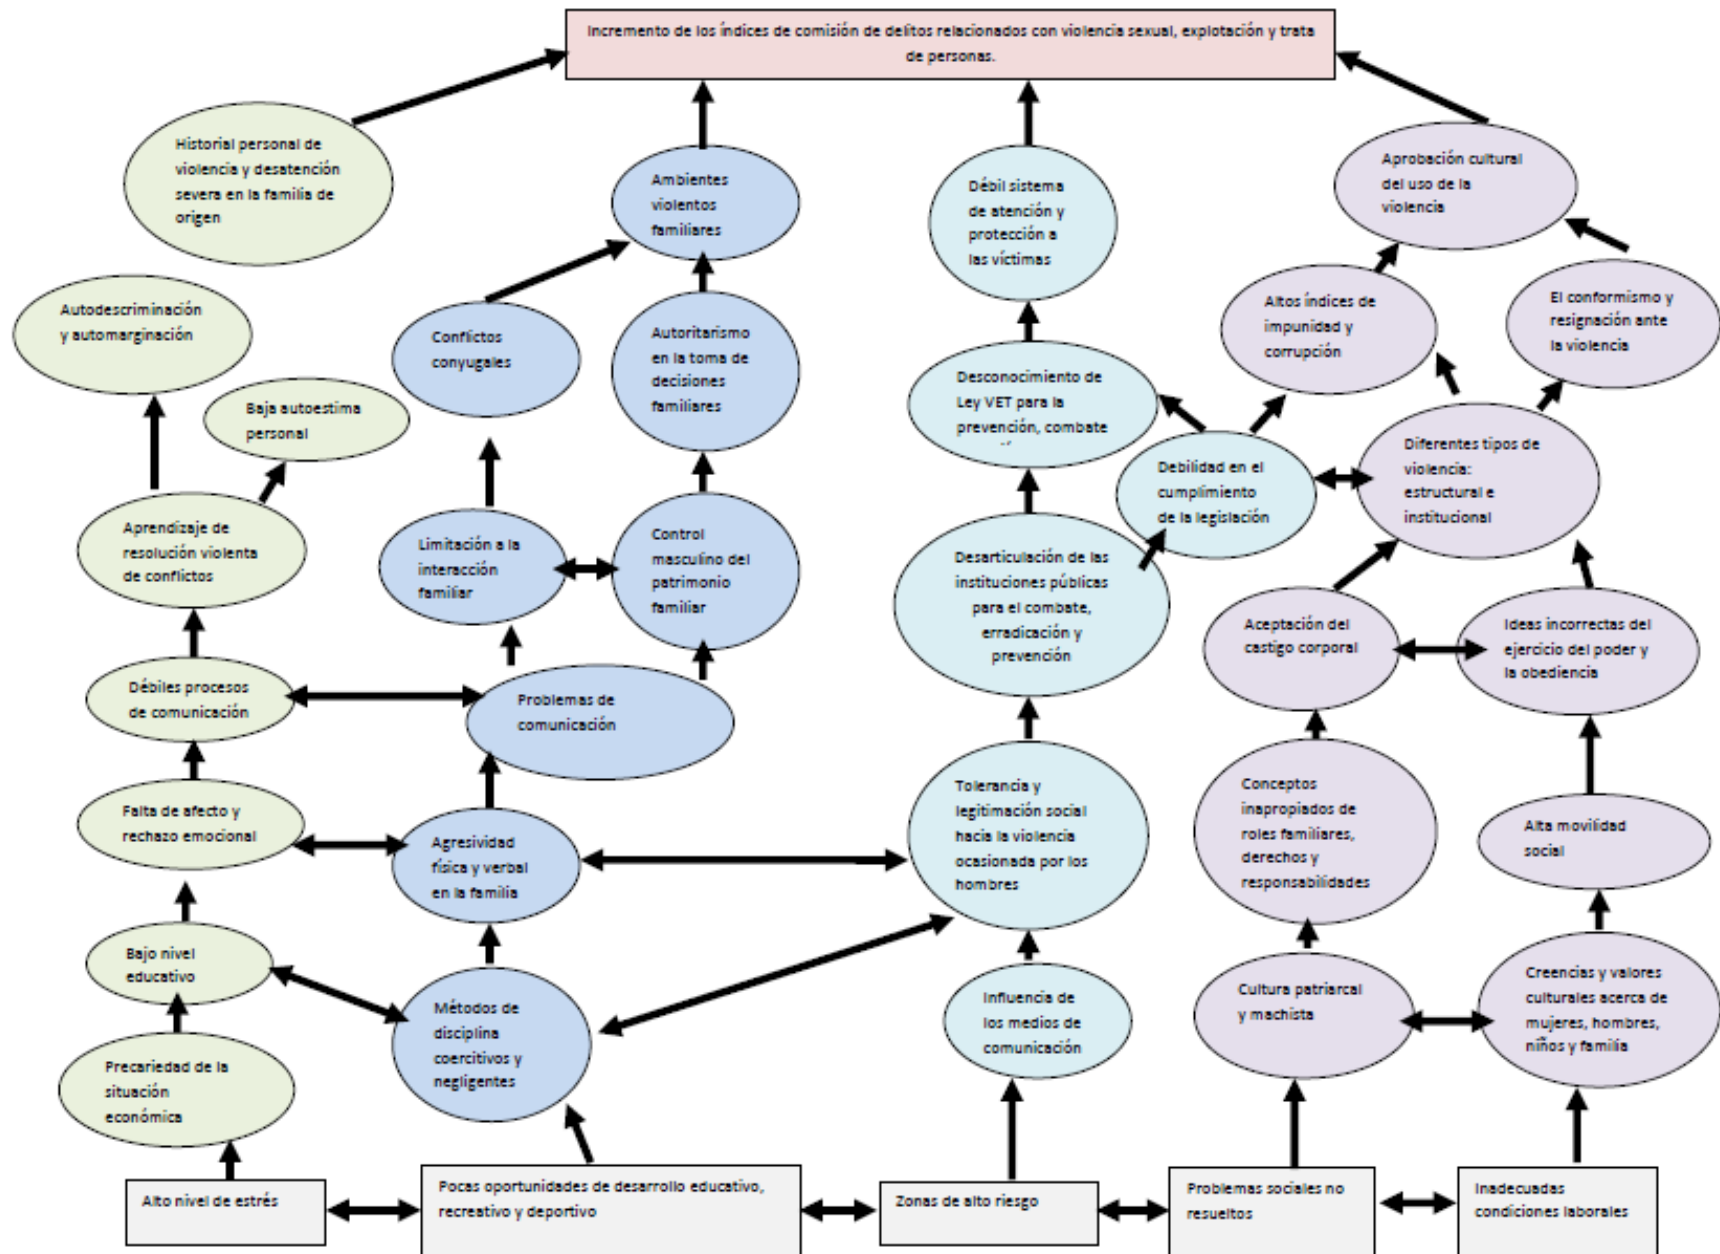 Incremento de los índices de comisión de delitos relacionados con violencia sexual, explotación y trata
de personas.
Historial personal de
violencia y desatención
severa en la familia de
origen
Ambientes
violentos
familiares
Débil sistema
de atención y
protección a
las víctimas
Aprobación cultural
del uso de la
violencia
Autodescriminación
y automarginación
Conflictos
conyugales
Autoritarismo
en la toma de
decisiones
familiares
Altos índices de
impunidad y
corrupción
El conformismo y
resignación ante
la violencia
Baja autoestima
personal
Desconocimiento de
Ley VET para la
prevención, combate
Debilidad en el
cumplimiento
de la legislación
Diferentes tipos de
violencia:
estructural e
institucional
Aprendizaje de
resolución violenta
de conflictos
Limitación a la
interacción
familiar
Control
masculino del
patrimonio
familiar
Desarticulación de las
instituciones públicas
para el combate,
erradicación y
prevención
Aceptación del
castigo corporal
Ideas incorrectas del
ejercicio del poder y
la obediencia
Débiles procesos
de comunicación
Problemas de
comunicación
Falta de afecto y
rechazo emocional
Agresividad
física y verbal
en la familia
Tolerancia y
legitimación social
hacia la violencia
ocasionada por los
hombres
Conceptos
inapropiados de
roles familiares,
derechos y
responsabilidades
Alta movilidad
social
Bajo nivel
educativo
Métodos de
disciplina
coercitivos y
negligentes
Influencia de
los medios de
comunicación
Cultura patriarcal
y machista
Creencias y valores
culturales acerca de
mujeres, hombres,
niños y familia
Precariedad de la
situación
económica
Alto nivel de estrés
Pocas oportunidades de desarrollo educativo,
recreativo y deportivo
Zonas de alto riesgo
Problemas sociales no
resueltos
Inadecuadas
condiciones laborales